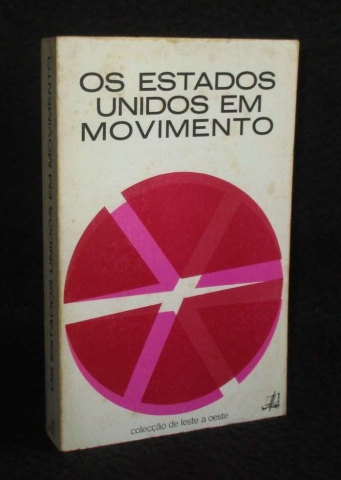 OS ESTADOS
UNIDOS EM
MOVIMENTO
colecção de leste a oeste
OS ESTADOS UNIDOS EM MOVIMENTO